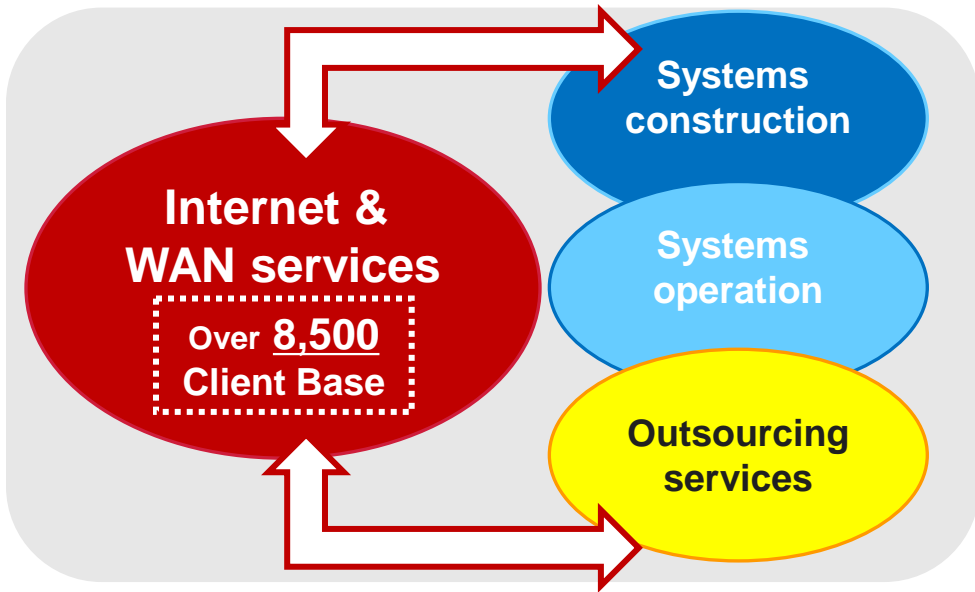 Internet &
WAN services
Over 8,500
Client Base
Systems
construction
Systems
operation
Outsourcing
services